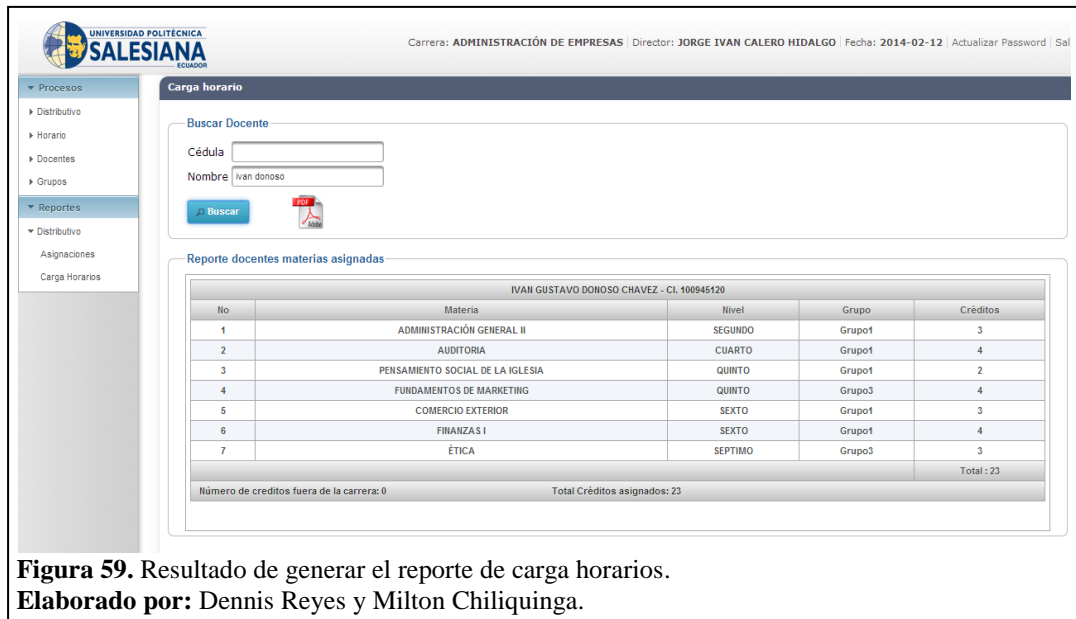 UNIVERSIDAD POLITÉCNICA
SALESIANA
ECUADOR
Carrera: ADMINISTRACIÓN DE EMPRESAS | Director: JORGE IVAN CALERO HIDALGO | Fecha: 2014-02-12 | Actualizar Password | Sal
Procesos
Distributivo
Horario
Docentes
Grupos
Reportes
Distributivo
Asignaciones
Carga Horarios
Carga horario
Buscar Docente
Cédula
Nombre ivan donoso
Buscar
PDF
Adobe
Reporte docentes materias asignadas
IVAN GUSTAVO DONOSO CHAVEZ - CI. 100945120
No Materia Nivel Grupo Créditos
1 ADMINISTRACIÓN GENERAL II SEGUNDO Grupo1 3
2 AUDITORIA CUARTO Grupo1 4
3 PENSAMIENTO SOCIAL DE LA IGLESIA QUINTO Grupo1 2
4 FUNDAMENTOS DE MARKETING QUINTO Grupo3 4
5 COMERCIO EXTERIOR SEXTO Grupo1 3
6 FINANZAS I SEXTO Grupo1 4
7 ÉTICA SEPTIMO Grupo3 3
Total : 23
Número de creditos fuera de la carrera: 0 Total Créditos asignados: 23
Figura 59. Resultado de generar el reporte de carga horarios.
Elaborado por: Dennis Reyes y Milton Chiliquinga.